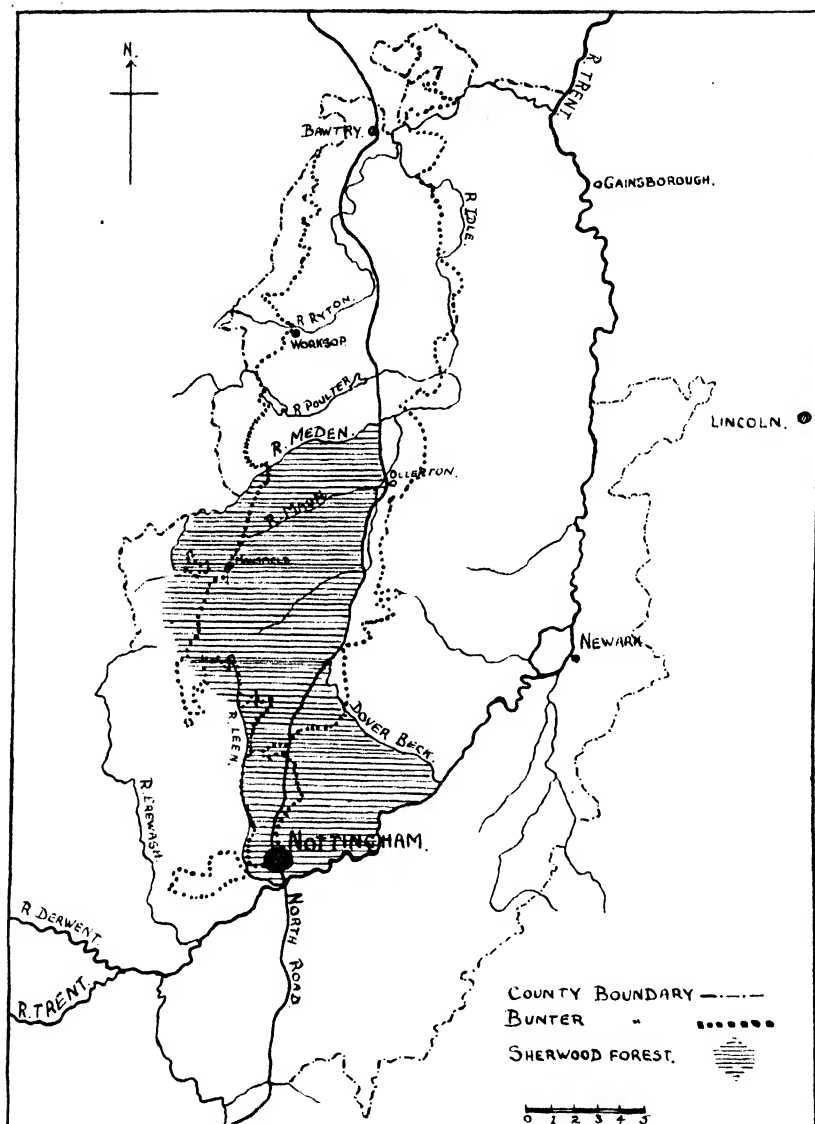 N.
R. TRENT.
BAWTRY.
GAINSBOROUGH.
R IDLE.
R RYTON.
WORKSOP.
R POULTER
LINCOLN.
R. MEDEN.
OLLERTON.
R. MAUN
MANSFIELD
NEWARK
R. LEEN.
DOVER BECK.
R. EREWASH.
NOTTINGHAM.
R DERWENT.
NORTH ROAD
R. TRENT.
COUNTY BOUNDARY
BUNTER "
SHERWOOD FOREST.
0 1 2 3 4 5